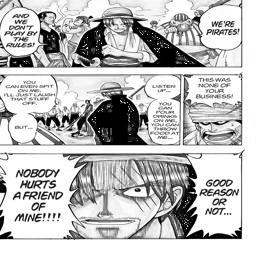 AND
WE DON'T
PLAY BY
THE
RULES!
WE'RE
PIRATES!
YOU
CAN EVEN SPIT
ON ME,
I'LL JUST LAUGH
THAT STUFF
OFF.
BUT...
LISTEN
UP...
YOU
CAN
POUR
DRINKS
ON ME,
YOU CAN
THROW
FOOD AT
ME...
THIS WAS
NONE OF
YOUR
BUSINESS!
NOBODY
HURTS
A FRIEND
OF
MINE!!!!
GOOD
REASON
OR
NOT...